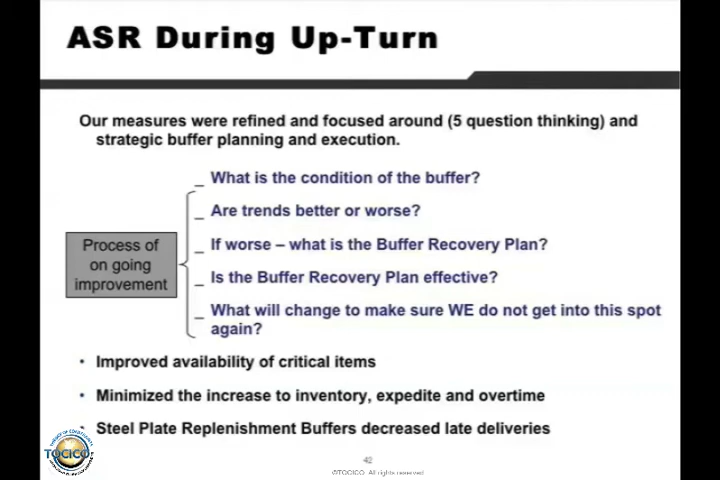 ASR During Up-Turn
Our measures were refined and focused around (5 question thinking) and
strategic buffer planning and execution.
_ What is the condition of the buffer?
_ Are trends better or worse?
_ If worse – what is the Buffer Recovery Plan?
_ Is the Buffer Recovery Plan effective?
_ What will change to make sure WE do not get into this spot
again?
Process of
on going
improvement
• Improved availability of critical items
• Minimized the increase to inventory, expedite and overtime
• Steel Plate Replenishment Buffers decreased late deliveries
TOCICO
42
©TOCICO. All rights reserved